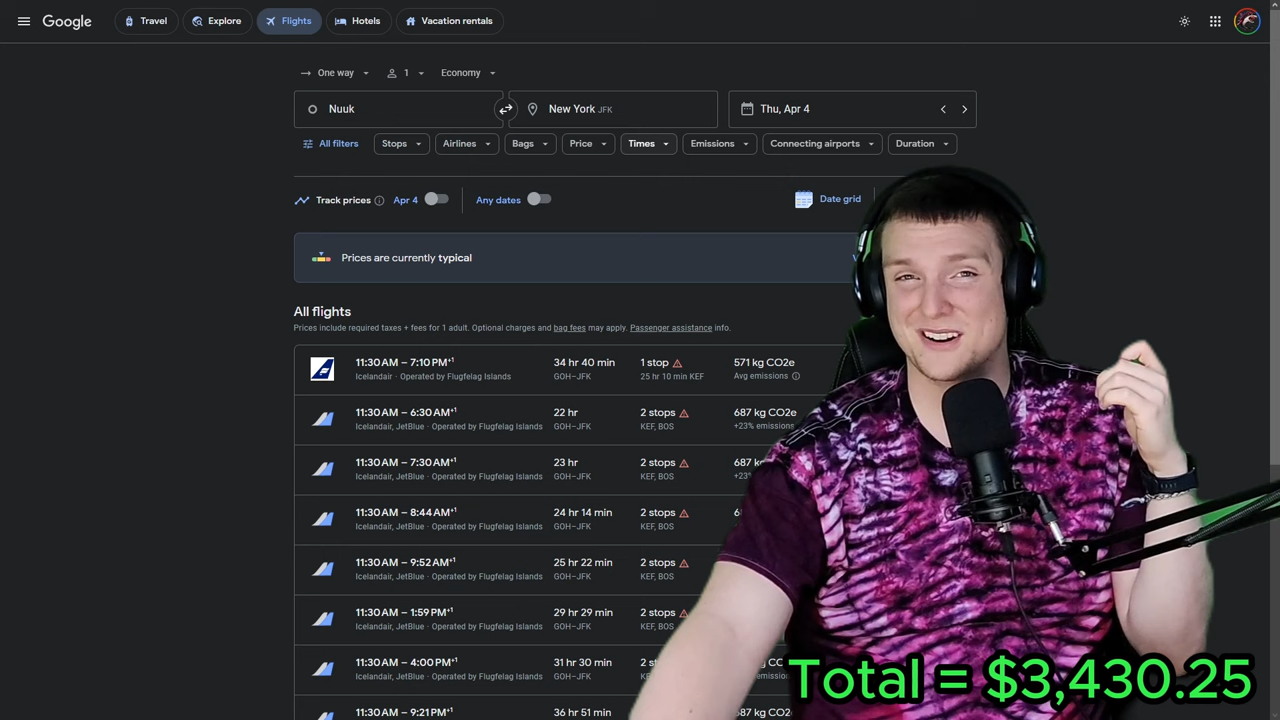 Google Travel Explore Flights Hotels Vacation rentals
One way 1 Economy
Nuuk New York JFK Thu, Apr 4
All filters Stops Airlines Bags Price Times Emissions Connecting airports Duration
Track prices Apr 4 Any dates Date grid
Prices are currently typical
All flights
Prices include required taxes + fees for 1 adult. Optional charges and bag fees may apply. Passenger assistance info.
11:30 AM – 7:10 PM+1 34 hr 40 min 1 stop 571 kg CO2e
Icelandair · Operated by Flugfelag Islands GOH–JFK 25 hr 10 min KEF Avg emissions
11:30 AM – 6:30 AM+1 22 hr 2 stops 687 kg CO2e
Icelandair, JetBlue · Operated by Flugfelag Islands GOH–JFK KEF, BOS +23% emissions
11:30 AM – 7:30 AM+1 23 hr 2 stops 687 kg
Icelandair, JetBlue · Operated by Flugfelag Islands GOH–JFK KEF, BOS +23%
11:30 AM – 8:44 AM+1 24 hr 14 min 2 stops
Icelandair, JetBlue · Operated by Flugfelag Islands GOH–JFK KEF, BOS
11:30 AM – 9:52 AM+1 25 hr 22 min 2 stops
Icelandair, JetBlue · Operated by Flugfelag Islands GOH–JFK KEF, BOS
11:30 AM – 1:59 PM+1 29 hr 29 min 2 stops
Icelandair, JetBlue · Operated by Flugfelag Islands GOH–JFK KEF, BOS
11:30 AM – 4:00 PM+1 31 hr 30 min 2
Icelandair, JetBlue · Operated by Flugfelag Islands GOH–JFK KEF, BOS
11:30 AM – 9:21 PM+1 36 hr 51 min 2 stops 687 kg CO2e
Total = $3,430.25